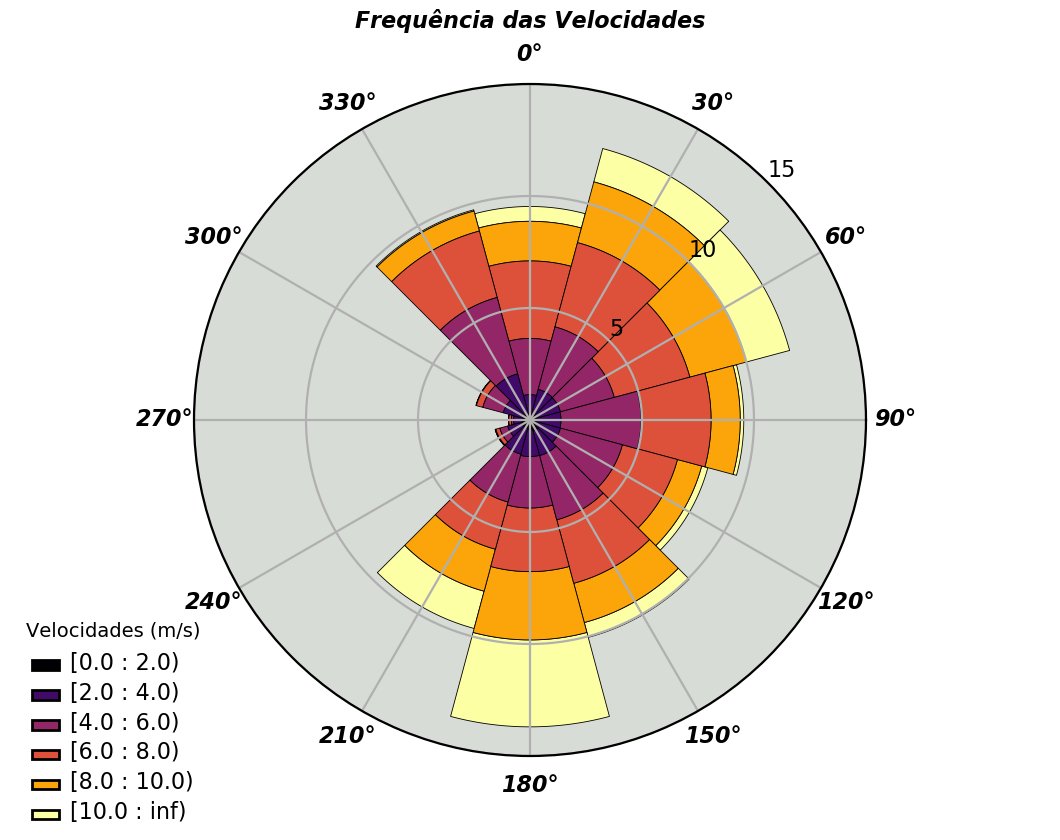 Frequência das Velocidades
0°
330°
30°
15
300°
60°
10
5
270°
90°
240°
120°
210°
150°
180°
Velocidades (m/s)
[0.0 : 2.0)
[2.0 : 4.0)
[4.0 : 6.0)
[6.0 : 8.0)
[8.0 : 10.0)
[10.0 : inf)